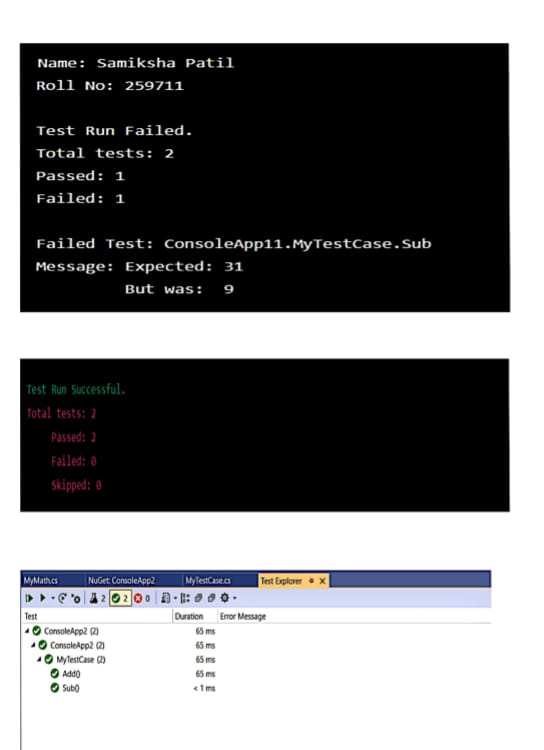 Name: Samiksha Patil
Roll No: 259711
Test Run Failed.
Total tests: 2
Passed: 1
Failed: 1
Failed Test: ConsoleApp11.MyTestCase.Sub
Message: Expected: 31
But was: 9
Test Run Successful.
Total tests: 2
Passed: 2
Failed: 0
Skipped: 0
MyMath.cs NuGet: ConsoleApp2 MyTestCase.cs Test Explorer
2 2 0
Test Duration Error Message
ConsoleApp2 (2) 65 ms
ConsoleApp2 (2) 65 ms
MyTestCase (2) 65 ms
Add() 65 ms
Sub() < 1 ms